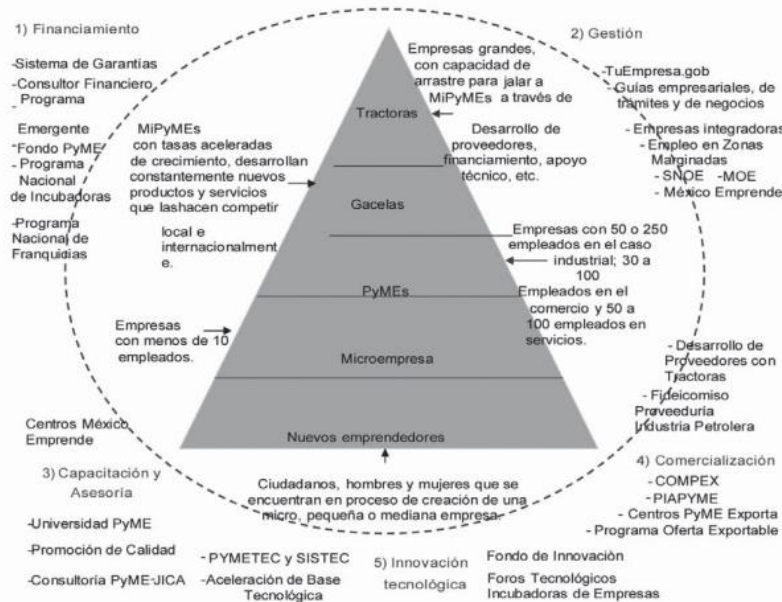 1) Financiamiento
-Sistema de Garantías
-Consultor Financiero
- Programa
Emergente
-Fondo PyME
- Programa
Nacional
de Incubadoras
-Programa
Nacional de
Franquicias
MiPyMEs
con tasas aceleradas
de crecimiento, desarrollan
constantemente nuevos
productos y servicios
que lashacen competir
local e
internacionalment
e.
Empresas
con menos de 10
empleados.
Empresas grandes,
con capacidad de
arrastre para jalar a
MiPyMEs a través de
Desarrollo de
proveedores,
financiamiento, apoyo
técnico, etc.
Tractoras
Gacelas
PyMEs
Microempresa
Nuevos emprendedores
Empresas con 50 o 250
empleados en el caso
industrial; 30 a
100
Empleados en el
comercio y 50 a
100 empleados en
servicios.
Ciudadanos, hombres y mujeres que se
encuentran en proceso de creación de una
micro, pequeña o mediana empresa.
2) Gestión
-TuEmpresa.gob
- Guías empresariales, de
trámites y de negocios
- Empresas integradoras
- Empleo en Zonas
Marginadas
- SNOE -MOE
- México Emprende
- Desarrollo de
Proveedores con
Tractoras
- Fideicomiso
Proveeduría
Industria Petrolera
4) Comercialización
- COMPEX
- PIAPYME
- Centros PyME Exporta
- Programa Oferta Exportable
Centros México
Emprende
3) Capacitación y
Asesoría
-Universidad PyME
-Promoción de Calidad
-Consultoría PyME-JICA
- PYMETEC y SISTEC
-Aceleración de Base
Tecnológica
5) Innovación
tecnológica
Fondo de Innovación
Foros Tecnológicos
Incubadoras de Empresas